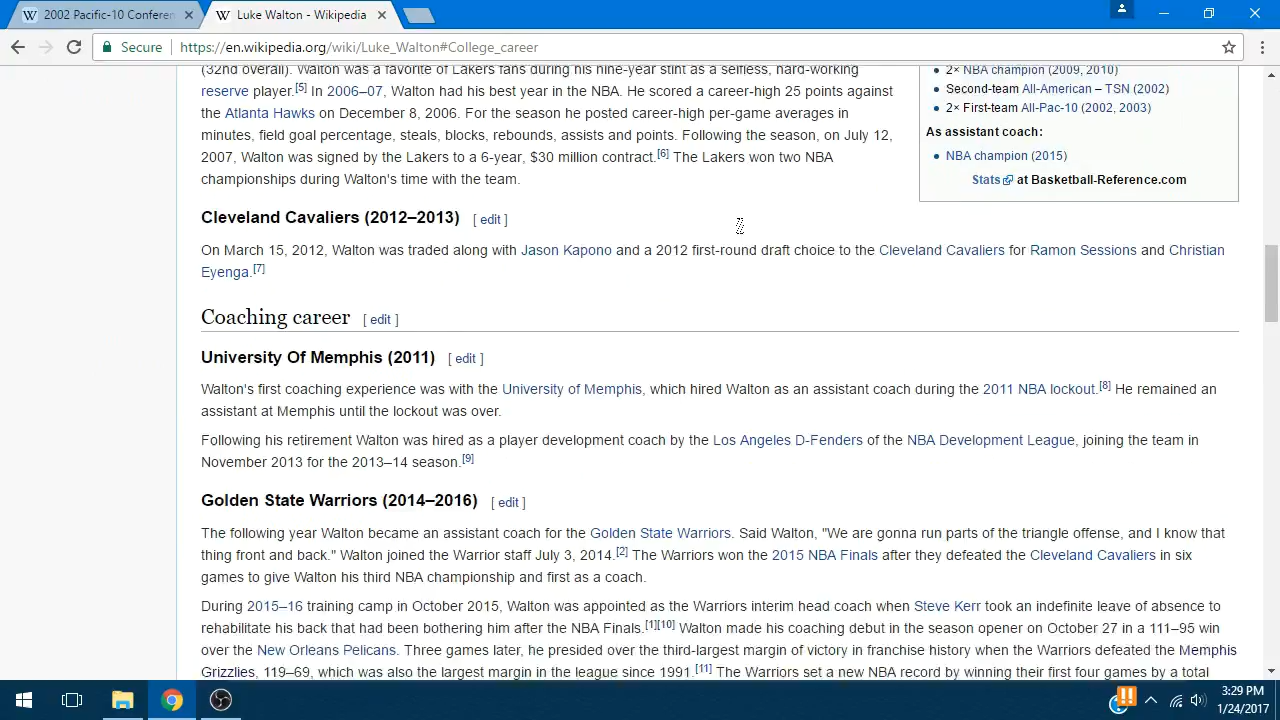 2002 Pacific-10 Conferen
Luke Walton - Wikipedia
Secure https://en.wikipedia.org/wiki/Luke_Walton#College_career
(32nd overall). Walton was a favorite of Lakers fans during his nine-year stint as a selfless, hard-working
reserve player.[5] In 2006–07, Walton had his best year in the NBA. He scored a career-high 25 points against
the Atlanta Hawks on December 8, 2006. For the season he posted career-high per-game averages in
minutes, field goal percentage, steals, blocks, rebounds, assists and points. Following the season, on July 12,
2007, Walton was signed by the Lakers to a 6-year, $30 million contract.[6] The Lakers won two NBA
championships during Walton's time with the team.
2× NBA champion (2009, 2010)
Second-team All-American – TSN (2002)
2× First-team All-Pac-10 (2002, 2003)
As assistant coach:
NBA champion (2015)
Stats at Basketball-Reference.com
Cleveland Cavaliers (2012–2013) [ edit ]
On March 15, 2012, Walton was traded along with Jason Kapono and a 2012 first-round draft choice to the Cleveland Cavaliers for Ramon Sessions and Christian
Eyenga.[7]
Coaching career [ edit ]
University Of Memphis (2011) [ edit ]
Walton's first coaching experience was with the University of Memphis, which hired Walton as an assistant coach during the 2011 NBA lockout.[8] He remained an
assistant at Memphis until the lockout was over.
Following his retirement Walton was hired as a player development coach by the Los Angeles D-Fenders of the NBA Development League, joining the team in
November 2013 for the 2013–14 season.[9]
Golden State Warriors (2014–2016) [ edit ]
The following year Walton became an assistant coach for the Golden State Warriors. Said Walton, "We are gonna run parts of the triangle offense, and I know that
thing front and back." Walton joined the Warrior staff July 3, 2014.[2] The Warriors won the 2015 NBA Finals after they defeated the Cleveland Cavaliers in six
games to give Walton his third NBA championship and first as a coach.
During 2015–16 training camp in October 2015, Walton was appointed as the Warriors interim head coach when Steve Kerr took an indefinite leave of absence to
rehabilitate his back that had been bothering him after the NBA Finals.[1][10] Walton made his coaching debut in the season opener on October 27 in a 111–95 win
over the New Orleans Pelicans. Three games later, he presided over the third-largest margin of victory in franchise history when the Warriors defeated the Memphis
Grizzlies, 119–69, which was also the largest margin in the league since 1991.[11] The Warriors set a new NBA record by winning their first four games by a total
3:29 PM
1/24/2017